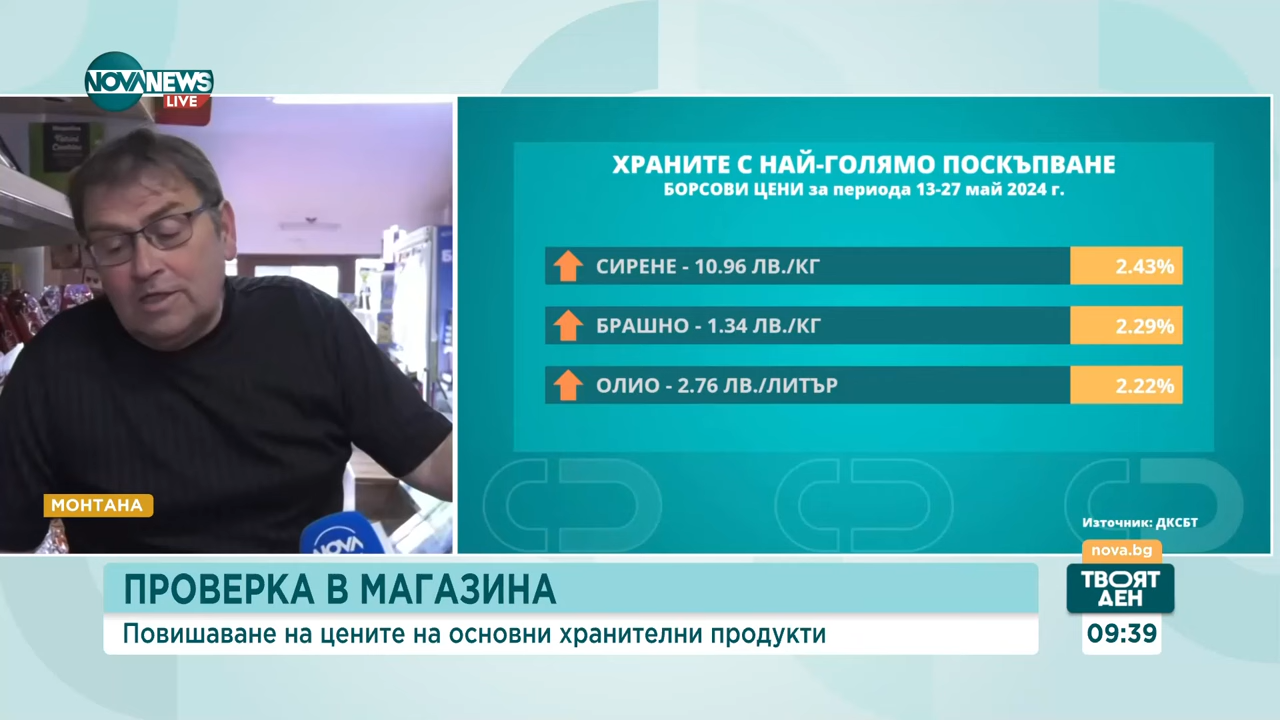 NOVANEWS
LIVE
ХРАНИТЕ С НАЙ-ГОЛЯМО ПОСКЪПВАНЕ
БОРСОВИ ЦЕНИ за периода 13-27 май 2024 г.
СИРЕНЕ - 10.96 ЛВ./КГ 2.43%
БРАШНО - 1.34 ЛВ./КГ 2.29%
ОЛИО - 2.76 ЛВ./ЛИТЪР 2.22%
Източник: ДКСБТ
МОНТАНА
NOVA
nova.bg
ТВОЯТ
ДЕН
09:39
ПРОВЕРКА В МАГАЗИНА
Повишаване на цените на основни хранителни продукти